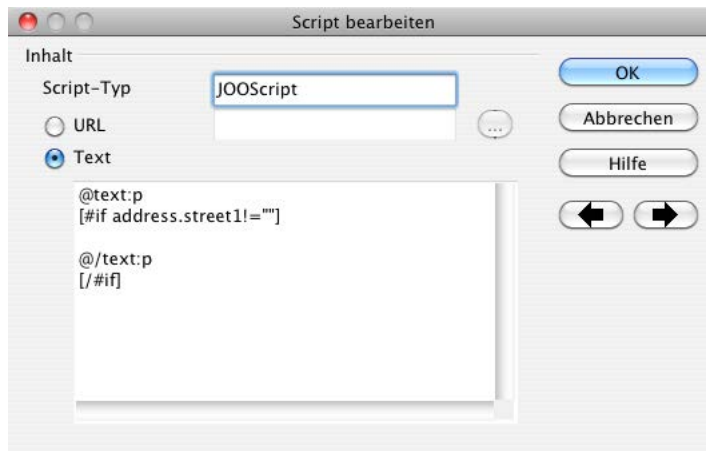 Script bearbeiten
Inhalt
Script-Typ JOOScript
URL ...
Text
@text:p
[#if address.street1!=""]
@/text:p
[/#if]
OK
Abbrechen
Hilfe